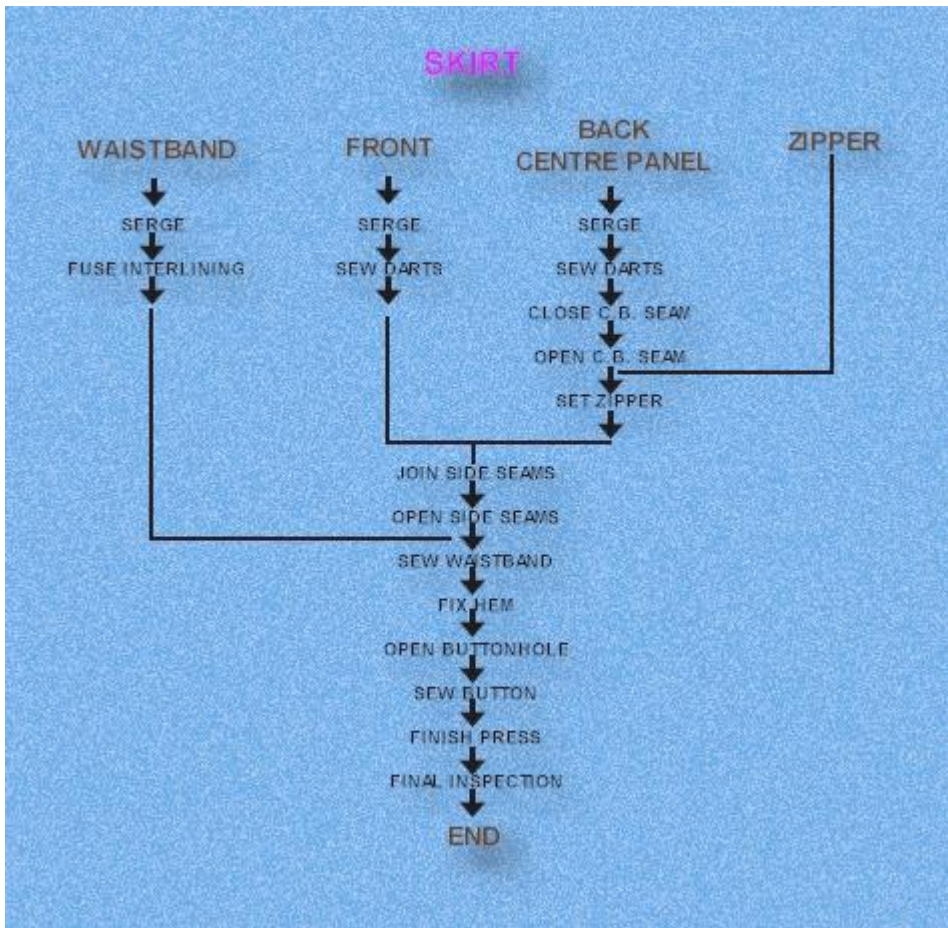 SKIRT
WAISTBAND
SERGE
FUSE INTERLINING
FRONT
SERGE
SEW DARTS
BACK
CENTRE PANEL
SERGE
SEW DARTS
CLOSE C.B. SEAM
OPEN C.B. SEAM
SET ZIPPER
ZIPPER
JOIN SIDE SEAMS
OPEN SIDE SEAMS
SEW WAISTBAND
FIX HEM
OPEN BUTTONHOLE
SEW BUTTON
FINISH PRESS
FINAL INSPECTION
END